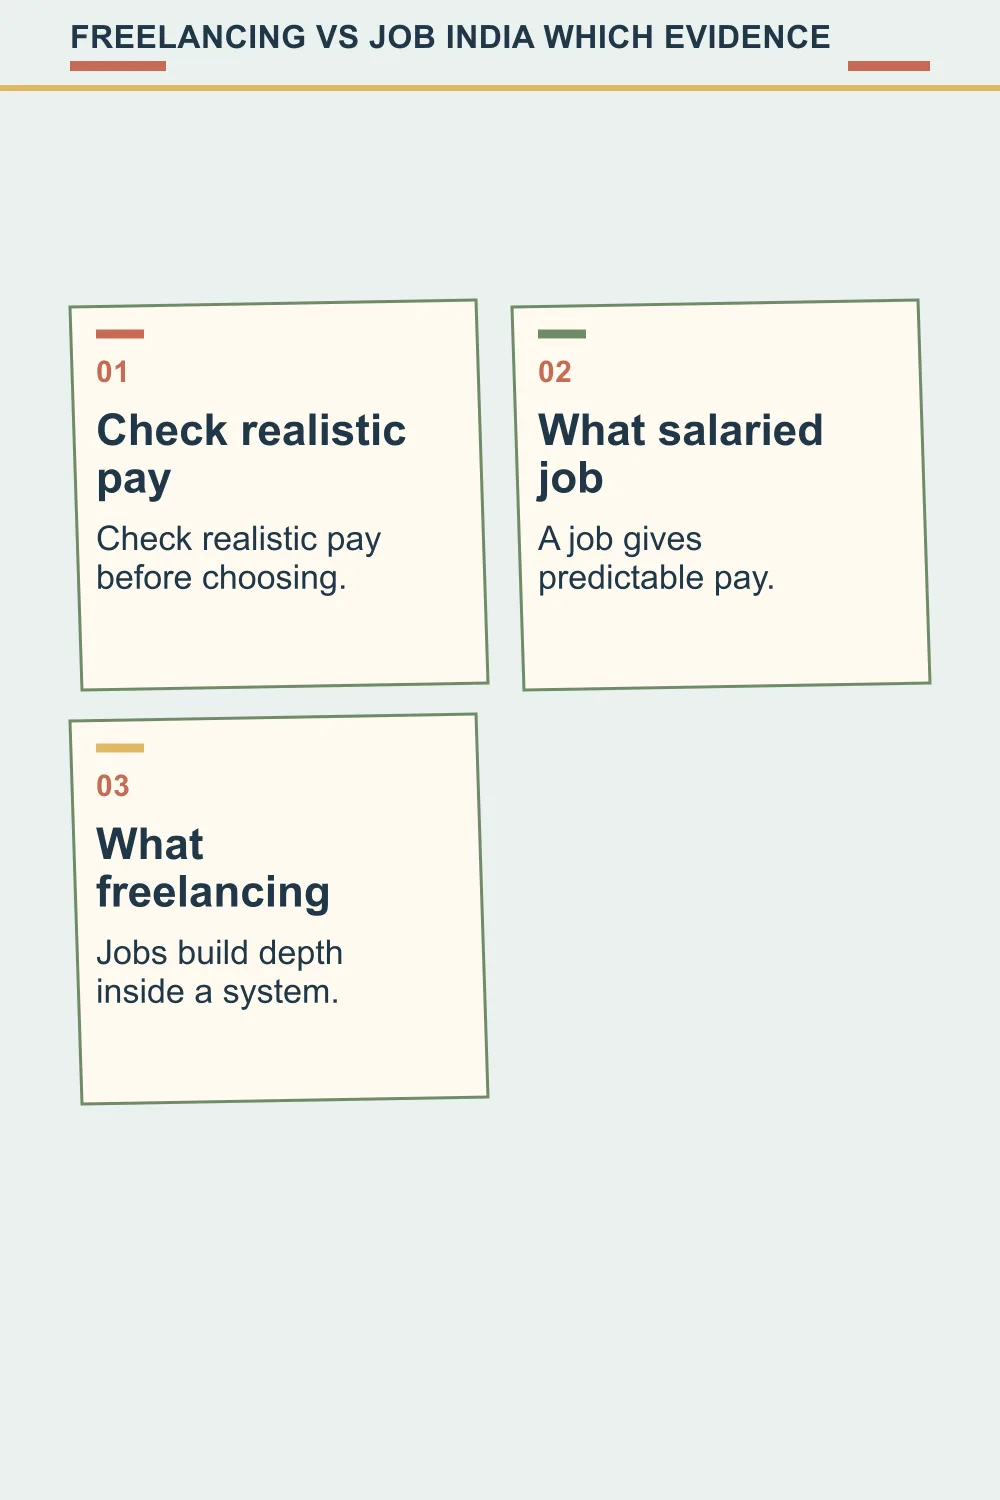 FREELANCING VS JOB INDIA WHICH EVIDENCE
01
Check realistic
pay
Check realistic pay
before choosing.
02
What salaried
job
A job gives
predictable pay.
03
What
freelancing
Jobs build depth
inside a system.